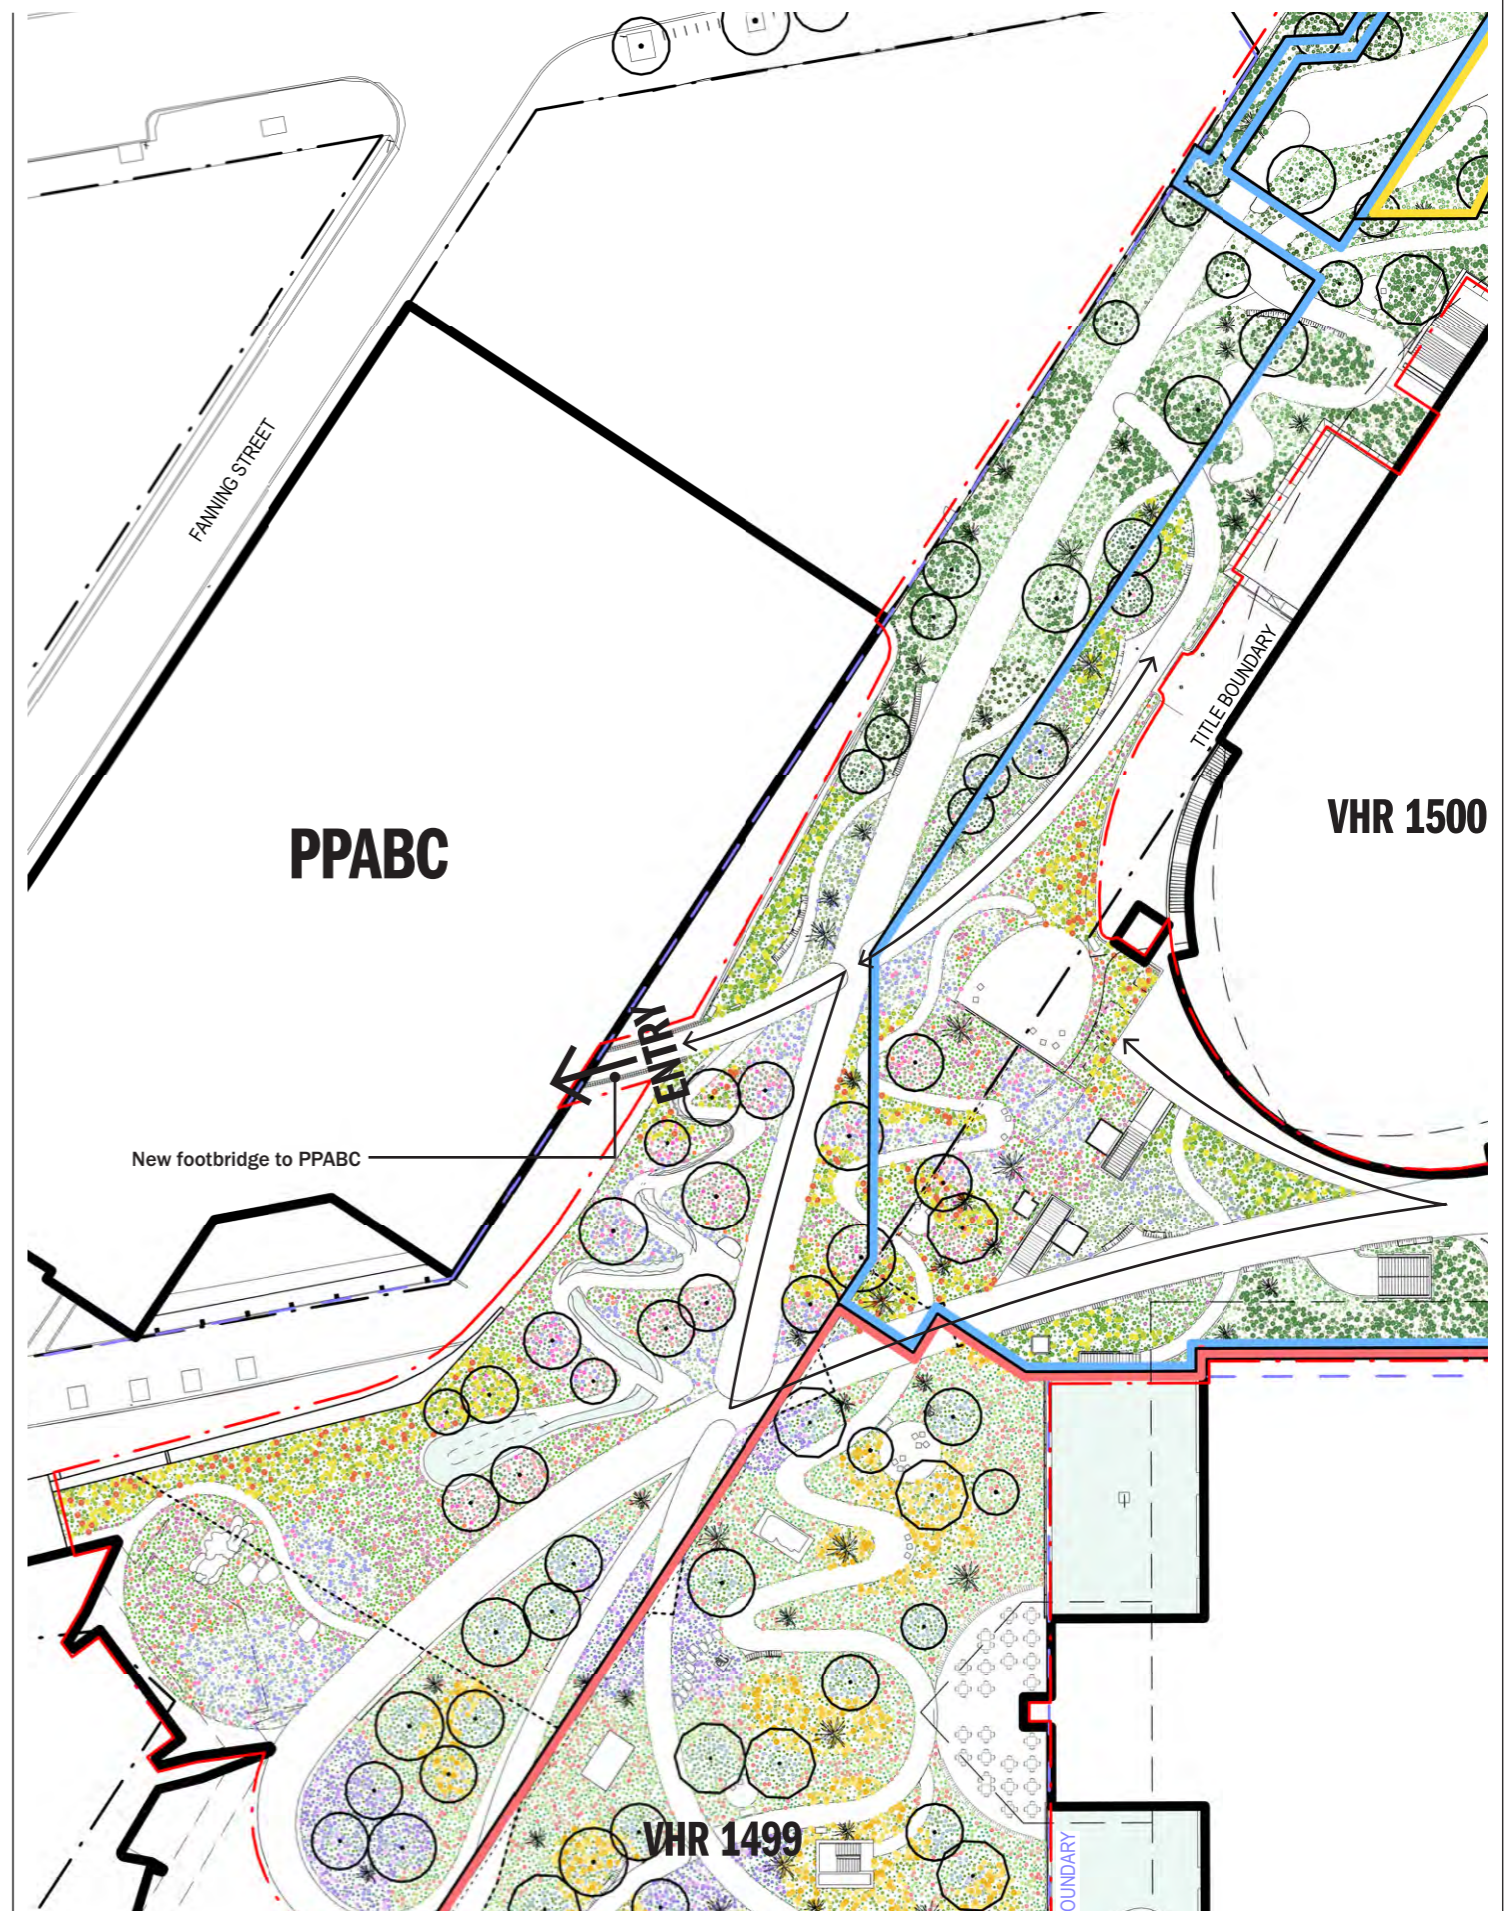 FANNING STREET
TITLE BOUNDARY
VHR 1500
PPABC
ENTRY
New footbridge to PPABC
VHR 1499
OUNDARY